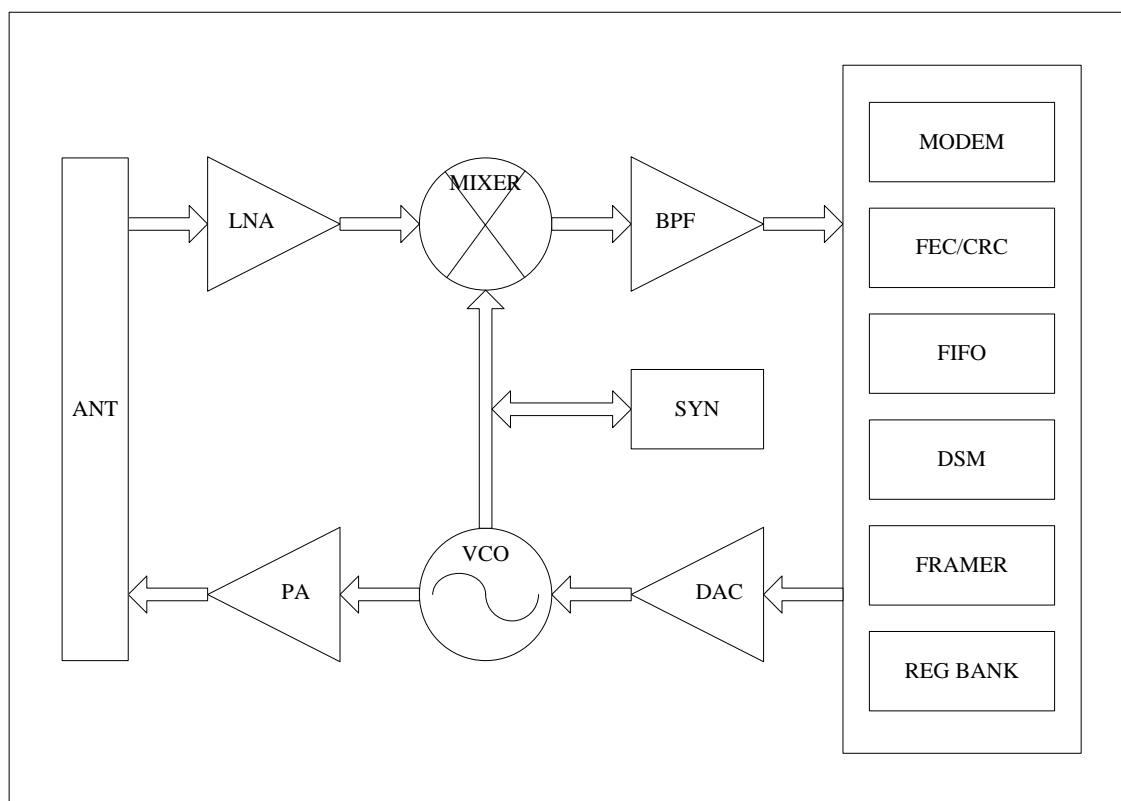 MODEM
MIXER
LNA
BPF
FEC/CRC
FIFO
ANT
SYN
DSM
VCO
FRAMER
PA
DAC
REG BANK